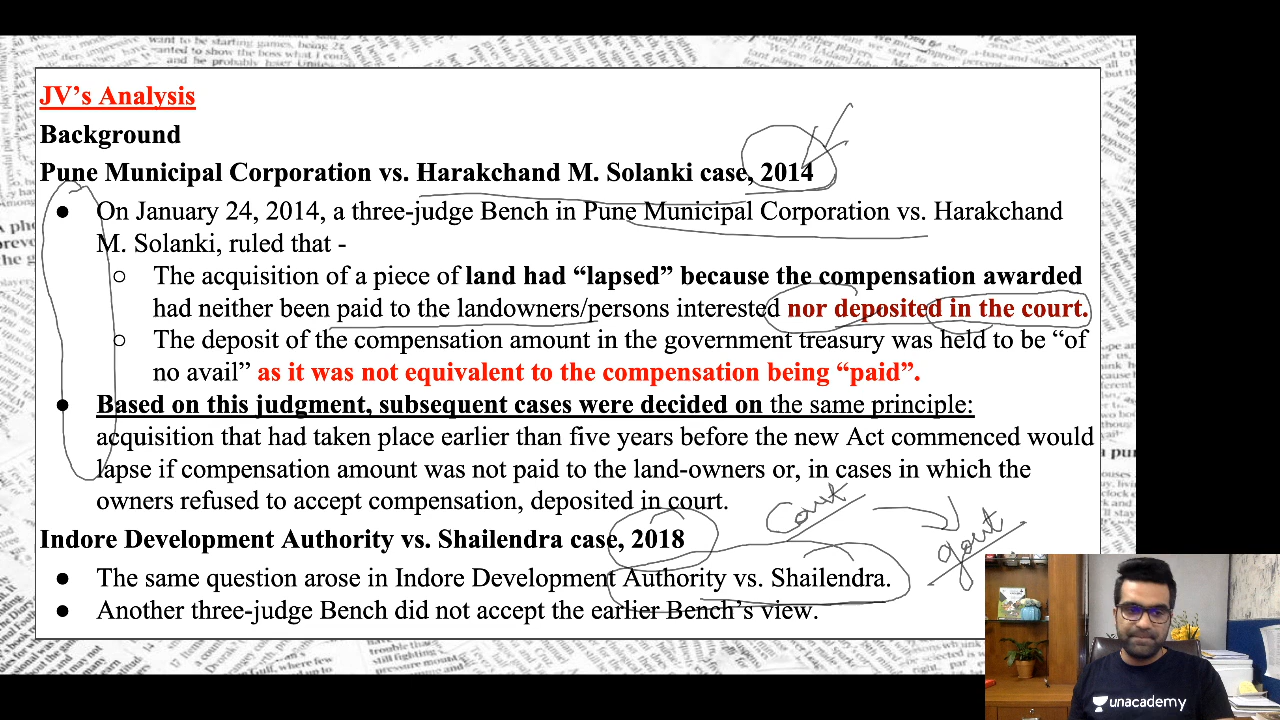 JV's Analysis
Background
Pune Municipal Corporation vs. Harakchand M. Solanki case, 2014
● On January 24, 2014, a three-judge Bench in Pune Municipal Corporation vs. Harakchand
M. Solanki, ruled that -
○ The acquisition of a piece of land had “lapsed” because the compensation awarded
had neither been paid to the landowners/persons interested nor deposited in the court.
○ The deposit of the compensation amount in the government treasury was held to be “of
no avail” as it was not equivalent to the compensation being “paid”.
● Based on this judgment, subsequent cases were decided on the same principle:
acquisition that had taken place earlier than five years before the new Act commenced would
lapse if compensation amount was not paid to the land-owners or, in cases in which the
owners refused to accept compensation, deposited in court.
Court
govt
Indore Development Authority vs. Shailendra case, 2018
● The same question arose in Indore Development Authority vs. Shailendra.
● Another three-judge Bench did not accept the earlier Bench's view.
unacademy